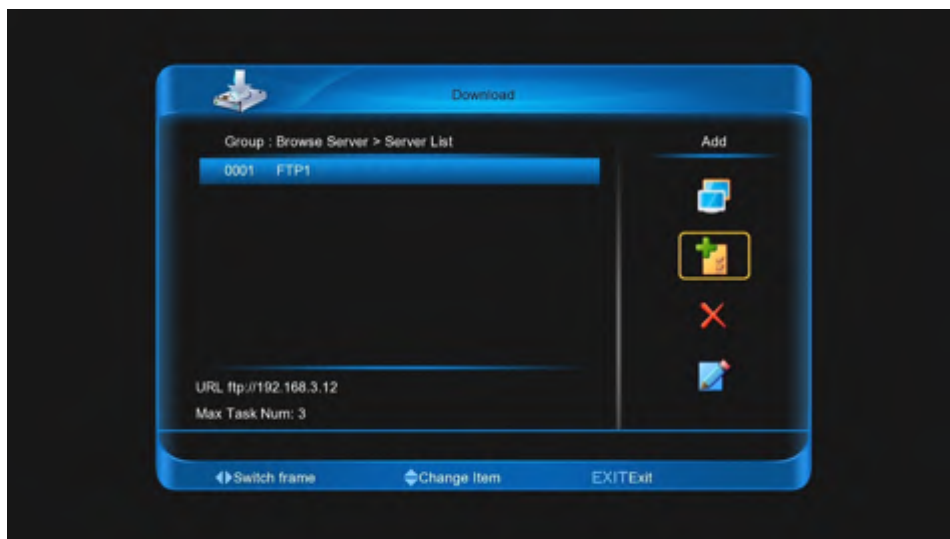 Download
Group : Browse Server > Server List
Add
0001 FTP1
URL ftp://192.168.3.12
Max Task Num: 3
Switch frame
Change Item
EXITExit